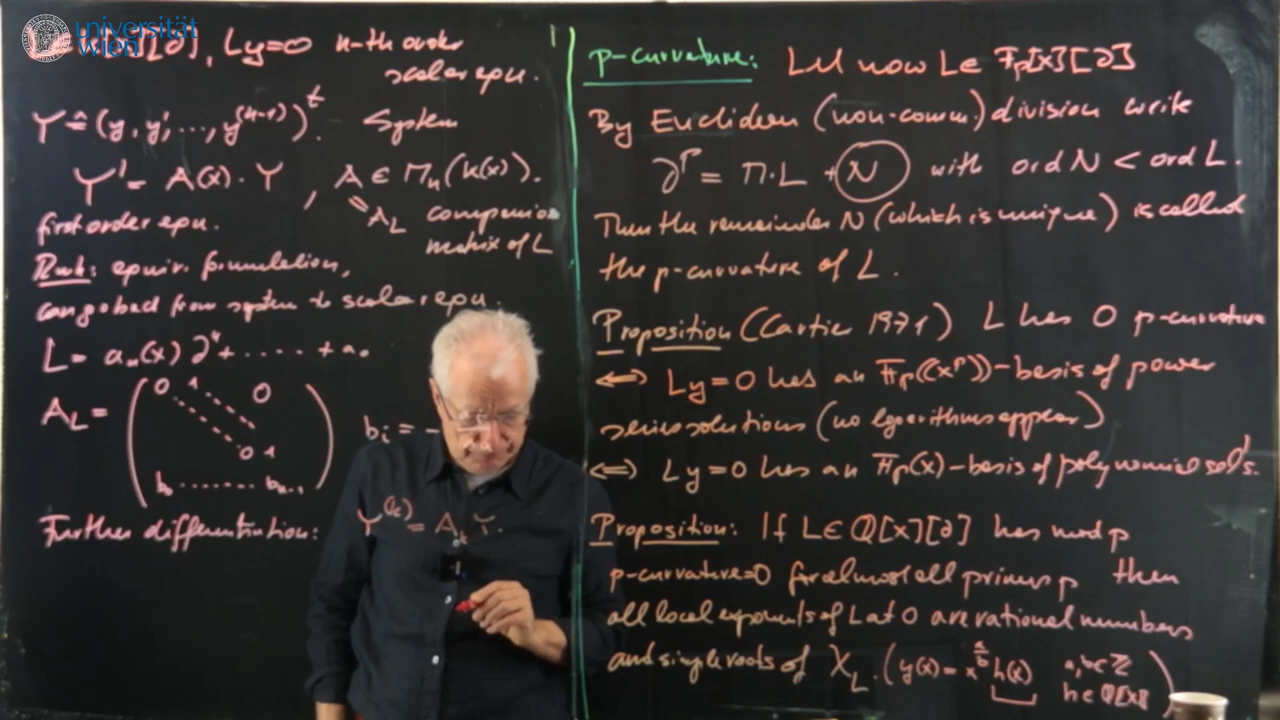 universität
wien
[x][∂], Ly=0 n-th order
scalar equ.
Y ≙ (y, y', ..., y^(n-1))^t. System
Y' = A(x)·Y, A ∈ M_n(k(x)).
= A_L companion
matrix of L
first order equ.
Rmk: equiv. formulation,
can go back from system to scalar equ.
L = a_n(x) ∂^n + ..... + a_0
A_L = ( 0 1 0
0 1
b_0 ....... b_{n-1} )
b_i = -
Further differentiation: Y^(k) = A_k Y.
p-curvature: Let now L ∈ F_p[x][∂]
By Euclidean (non-comm.) division write
∂^p = M·L + N with ord N < ord L.
Then the remainder N (which is unique) is called
the p-curvature of L.
Proposition (Cartier 1971) L has 0 p-curvature
⟺ Ly=0 has an F_p((x^p))-basis of power
series solutions (no logarithms appear)
⟺ Ly=0 has an F_p(x)-basis of polynomial sol's.
Proposition: If L ∈ Q[x][∂] has mod p
p-curvature=0 for almost all primes p then
all local exponents of L at 0 are rational numbers
and simple roots of χ_L. (y(x) = x^{a/b} h(x) a,b ∈ Z
h ∈ Q[[x]])